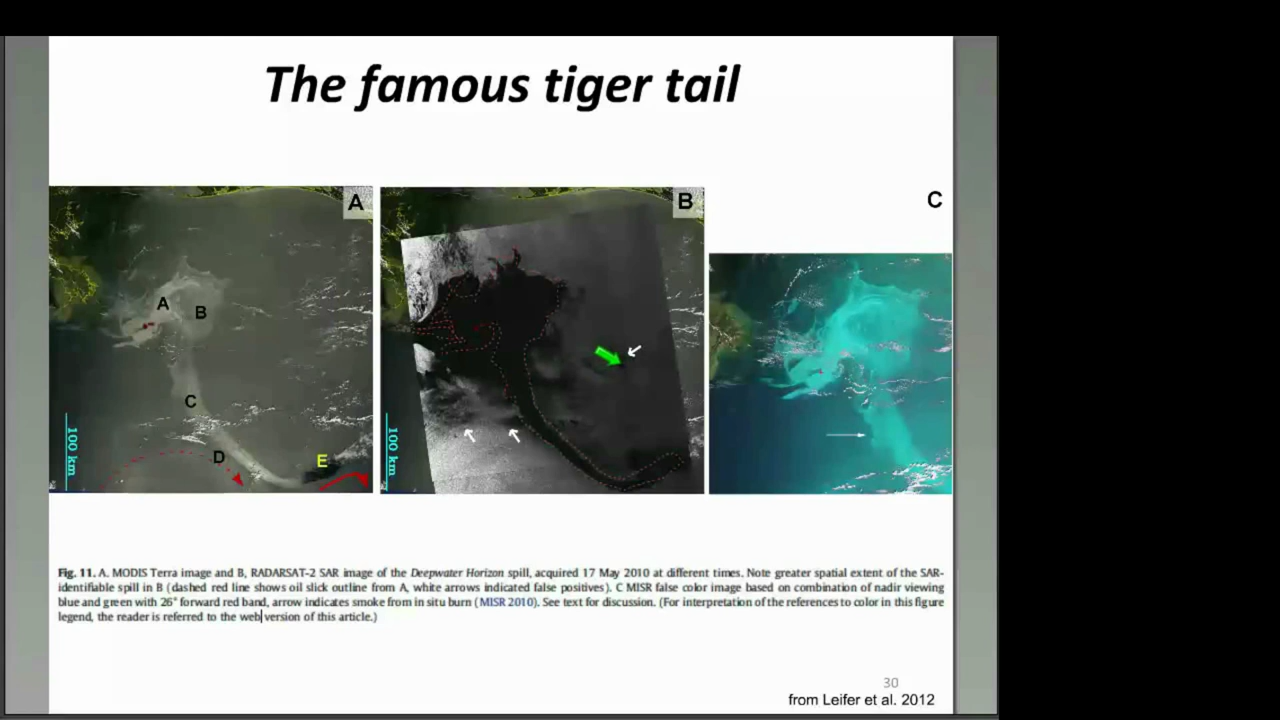 The famous tiger tail
A
B
C
A
B
C
D
E
100 km
100 km
Fig. 11. A. MODIS Terra image and B, RADARSAT-2 SAR image of the Deepwater Horizon spill, acquired 17 May 2010 at different times. Note greater spatial extent of the SAR-
identifiable spill in B (dashed red line shows oil slick outline from A, white arrows indicated false positives). C MISR false color image based on combination of nadir viewing
blue and green with 26° forward red band, arrow indicates smoke from in situ burn (MISR 2010). See text for discussion. (For interpretation of the references to color in this figure
legend, the reader is referred to the web version of this article.)
30
from Leifer et al. 2012